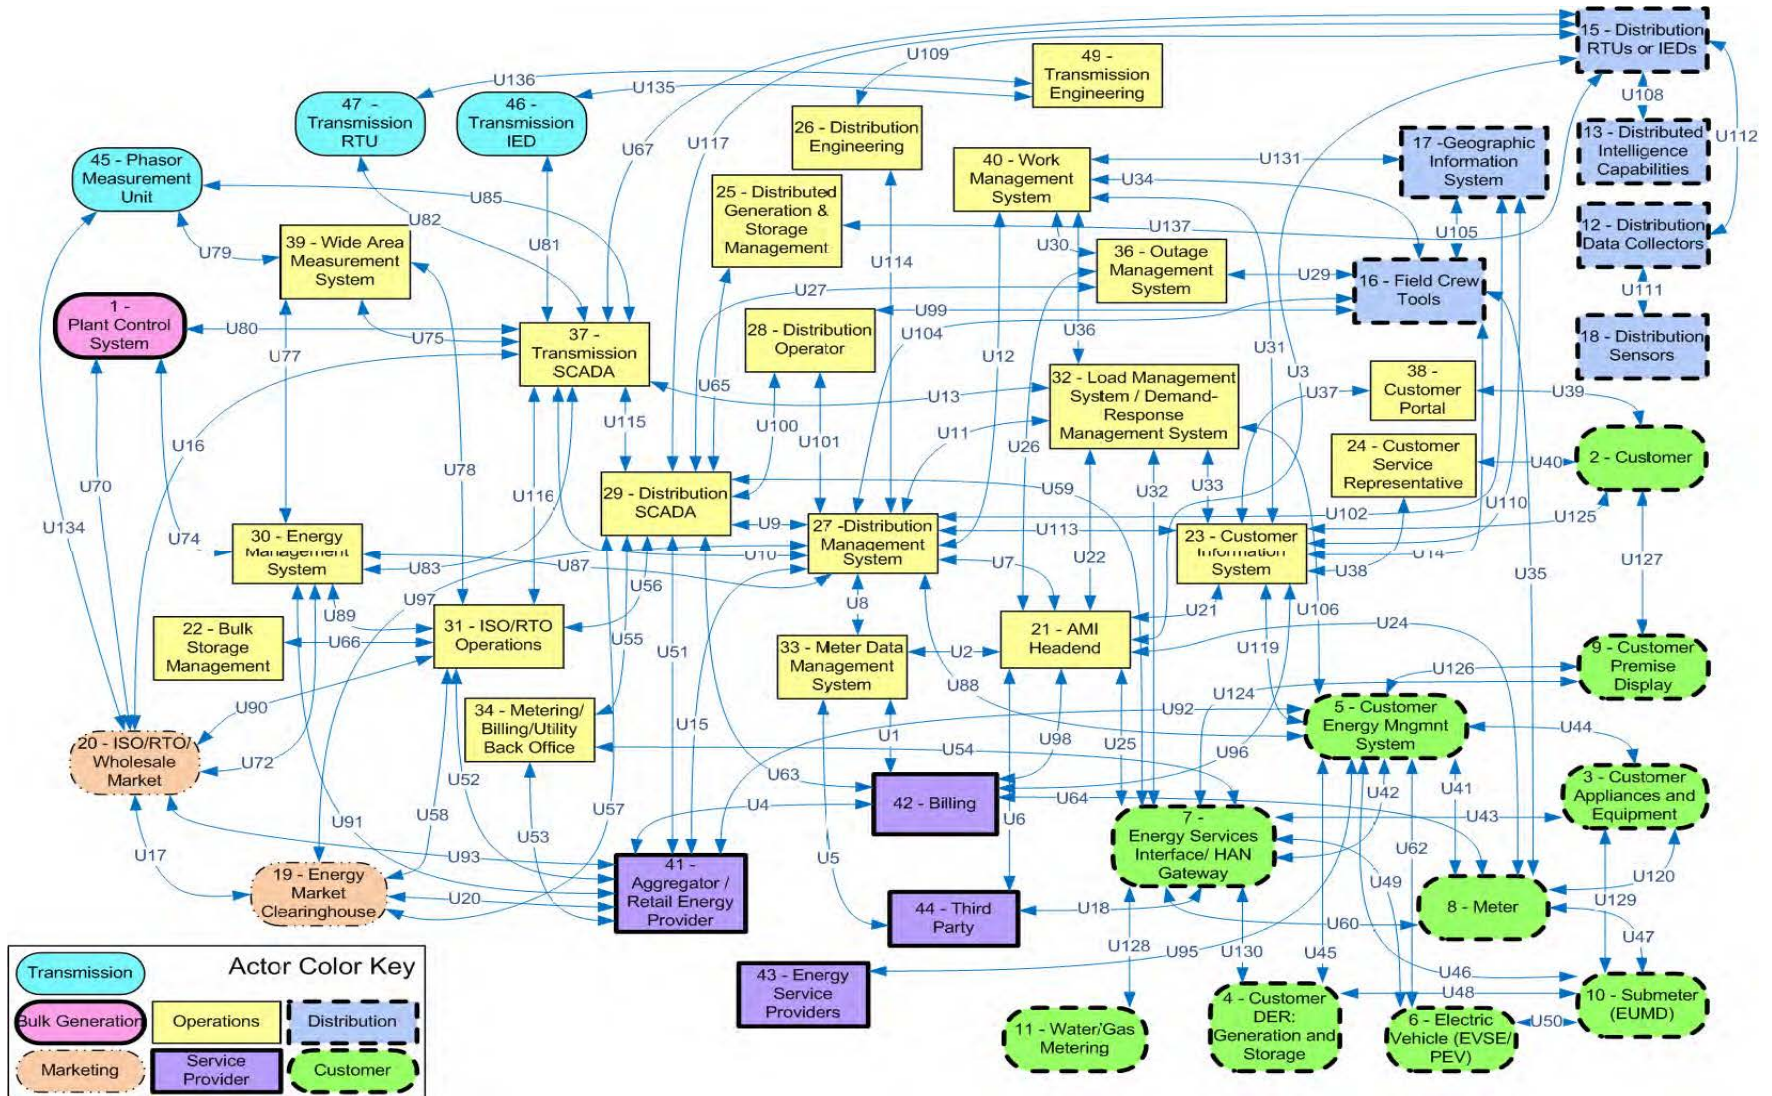 15 - Distribution
RTUs or IEDs
U109
49 -
Transmission
Engineering
U136
U135
47 -
Transmission
RTU
46 -
Transmission
IED
U108
U112
26 - Distribution
Engineering
U117
U67
13 - Distributed
Intelligence
Capabilities
17 -Geographic
Information
System
45 - Phasor
Measurement
Unit
40 - Work
Management
System
U131
U34
25 - Distributed
Generation &
Storage
Management
U85
U82
U137
12 - Distribution
Data Collectors
39 - Wide Area
Measurement
System
U79
U81
U114
U30
36 - Outage
Management
System
U105
U29
16 - Field Crew
Tools
U27
U111
1 -
Plant Control
System
U80
U75
U77
37 -
Transmission
SCADA
28 - Distribution
Operator
U99
U104
U36
U12
U31
18 - Distribution
Sensors
U3
32 - Load Management
System / Demand-
Response
Management System
38 -
Customer
Portal
U37
U39
U65
U13
U16
U115
U100
U101
U11
U26
24 - Customer
Service
Representative
U40
2 - Customer
U70
U78
U116
29 - Distribution
SCADA
U59
U32
U33
U134
U74
U9
27 -Distribution
Management
System
U113
23 - Customer
Information
System
U102
U110
U125
30 - Energy
Management
System
U83
U87
U10
U14
U38
U7
U22
U35
U127
U97
U56
U89
U66
22 - Bulk
Storage
Management
31 - ISO/RTO
Operations
U8
U21
U106
U55
U51
33 - Meter Data
Management
System
U2
21 - AMI
Headend
U119
U24
9 - Customer
Premise
Display
U126
U124
U88
U90
34 - Metering/
Billing/Utility
Back Office
U15
U92
5 - Customer
Energy Mngmnt
System
U44
20 - ISO/RTO/
Wholesale
Market
U72
U52
U54
U1
U98
U25
U96
U63
U42
U41
3 - Customer
Appliances and
Equipment
42 - Billing
U64
U4
U6
U58
U57
U91
U53
U43
7 -
Energy Services
Interface/ HAN
Gateway
U62
U17
U93
U5
U49
U120
19 - Energy
Market
Clearinghouse
U20
41 -
Aggregator /
Retail Energy
Provider
44 - Third
Party
U18
U60
8 - Meter
U129
U47
U128
U130
U95
U45
U46
U48
43 - Energy
Service
Providers
11 - Water/Gas
Metering
4 - Customer
DER:
Generation and
Storage
6 - Electric
Vehicle (EVSE/
PEV)
U50
10 - Submeter
(EUMD)
Actor Color Key
Transmission
Bulk Generation
Operations
Distribution
Marketing
Service
Provider
Customer